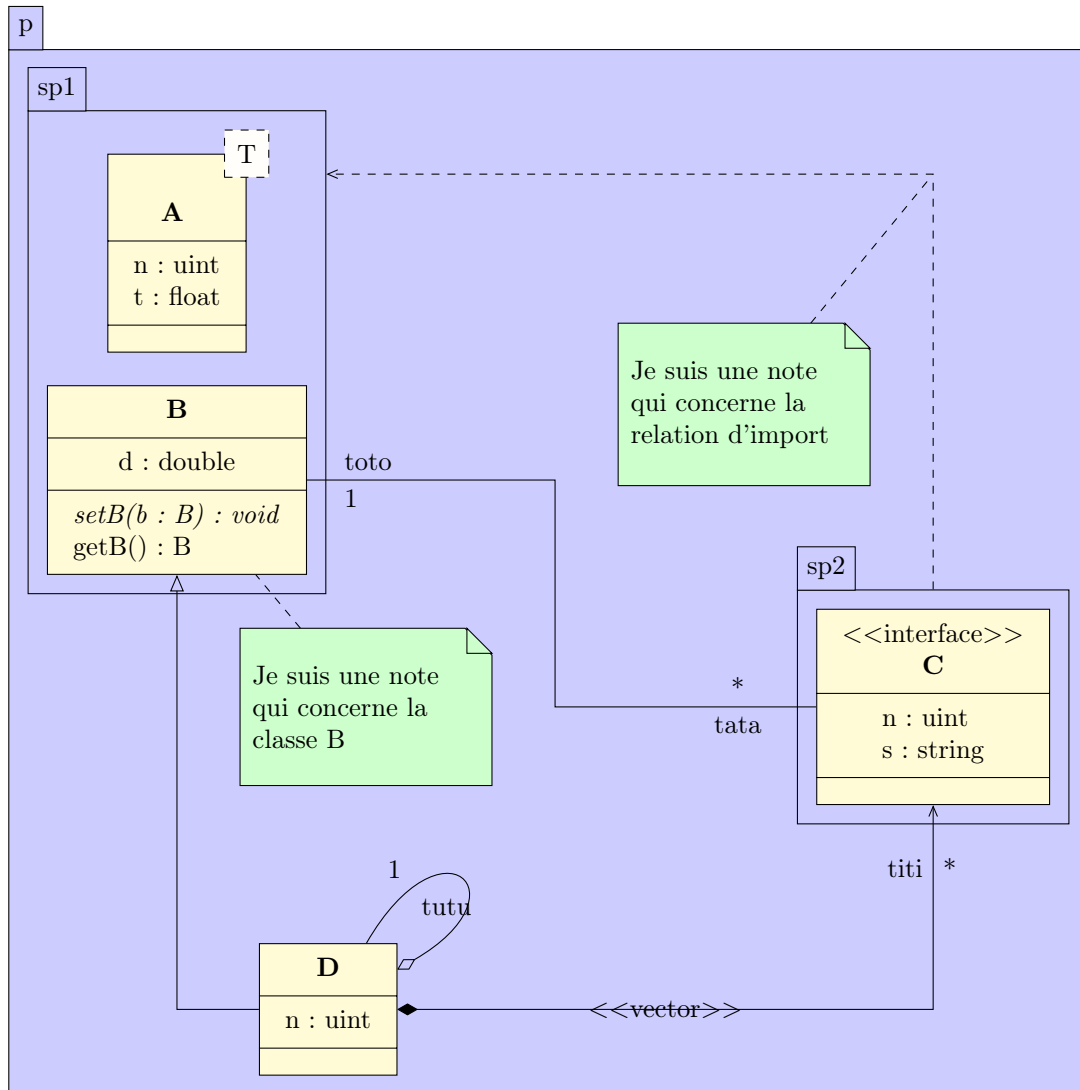 p
sp1
T
A
n : uint
t : float
Je suis une note
qui concerne la
relation d'import
B
d : double
setB(b : B) : void
getB() : B
toto
1
sp2
<<interface>>
C
n : uint
s : string
*
tata
Je suis une note
qui concerne la
classe B
titi *
1
tutu
D
n : uint
<<vector>>